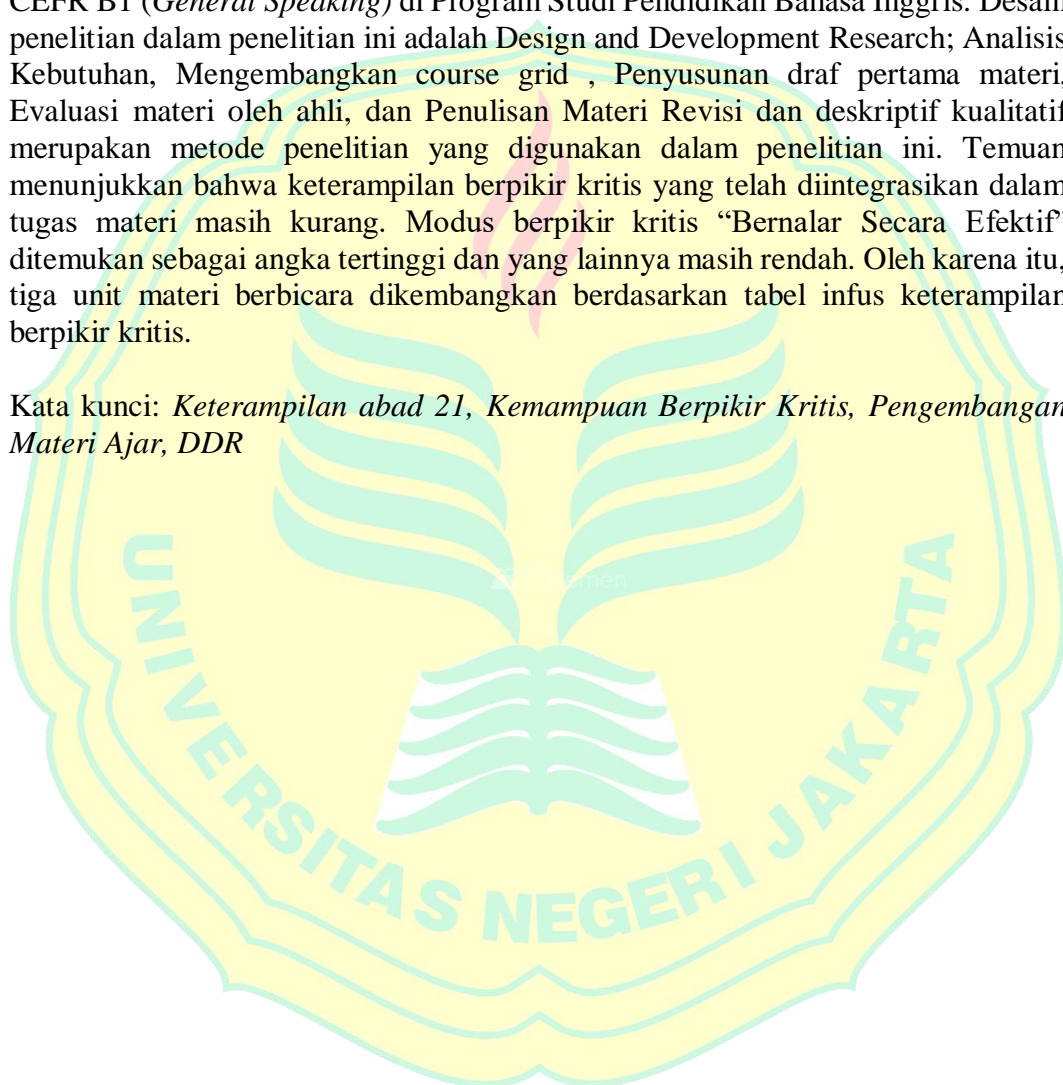 CEFR B1 (General Speaking) di Program Studi Pendidikan Bahasa Inggris. Desain
penelitian dalam penelitian ini adalah Design and Development Research; Analisis
Kebutuhan, Mengembangkan course grid , Penyusunan draf pertama materi,
Evaluasi materi oleh ahli, dan Penulisan Materi Revisi dan deskriptif kualitatif
merupakan metode penelitian yang digunakan dalam penelitian ini. Temuan
menunjukkan bahwa keterampilan berpikir kritis yang telah diintegrasikan dalam
tugas materi masih kurang. Modus berpikir kritis “Bernalar Secara Efektif”
ditemukan sebagai angka tertinggi dan yang lainnya masih rendah. Oleh karena itu,
tiga unit materi berbicara dikembangkan berdasarkan tabel infus keterampilan
berpikir kritis.
Kata kunci: Keterampilan abad 21, Kemampuan Berpikir Kritis, Pengembangan
Materi Ajar, DDR
UNIVERSITAS NEGERI JAKARTA